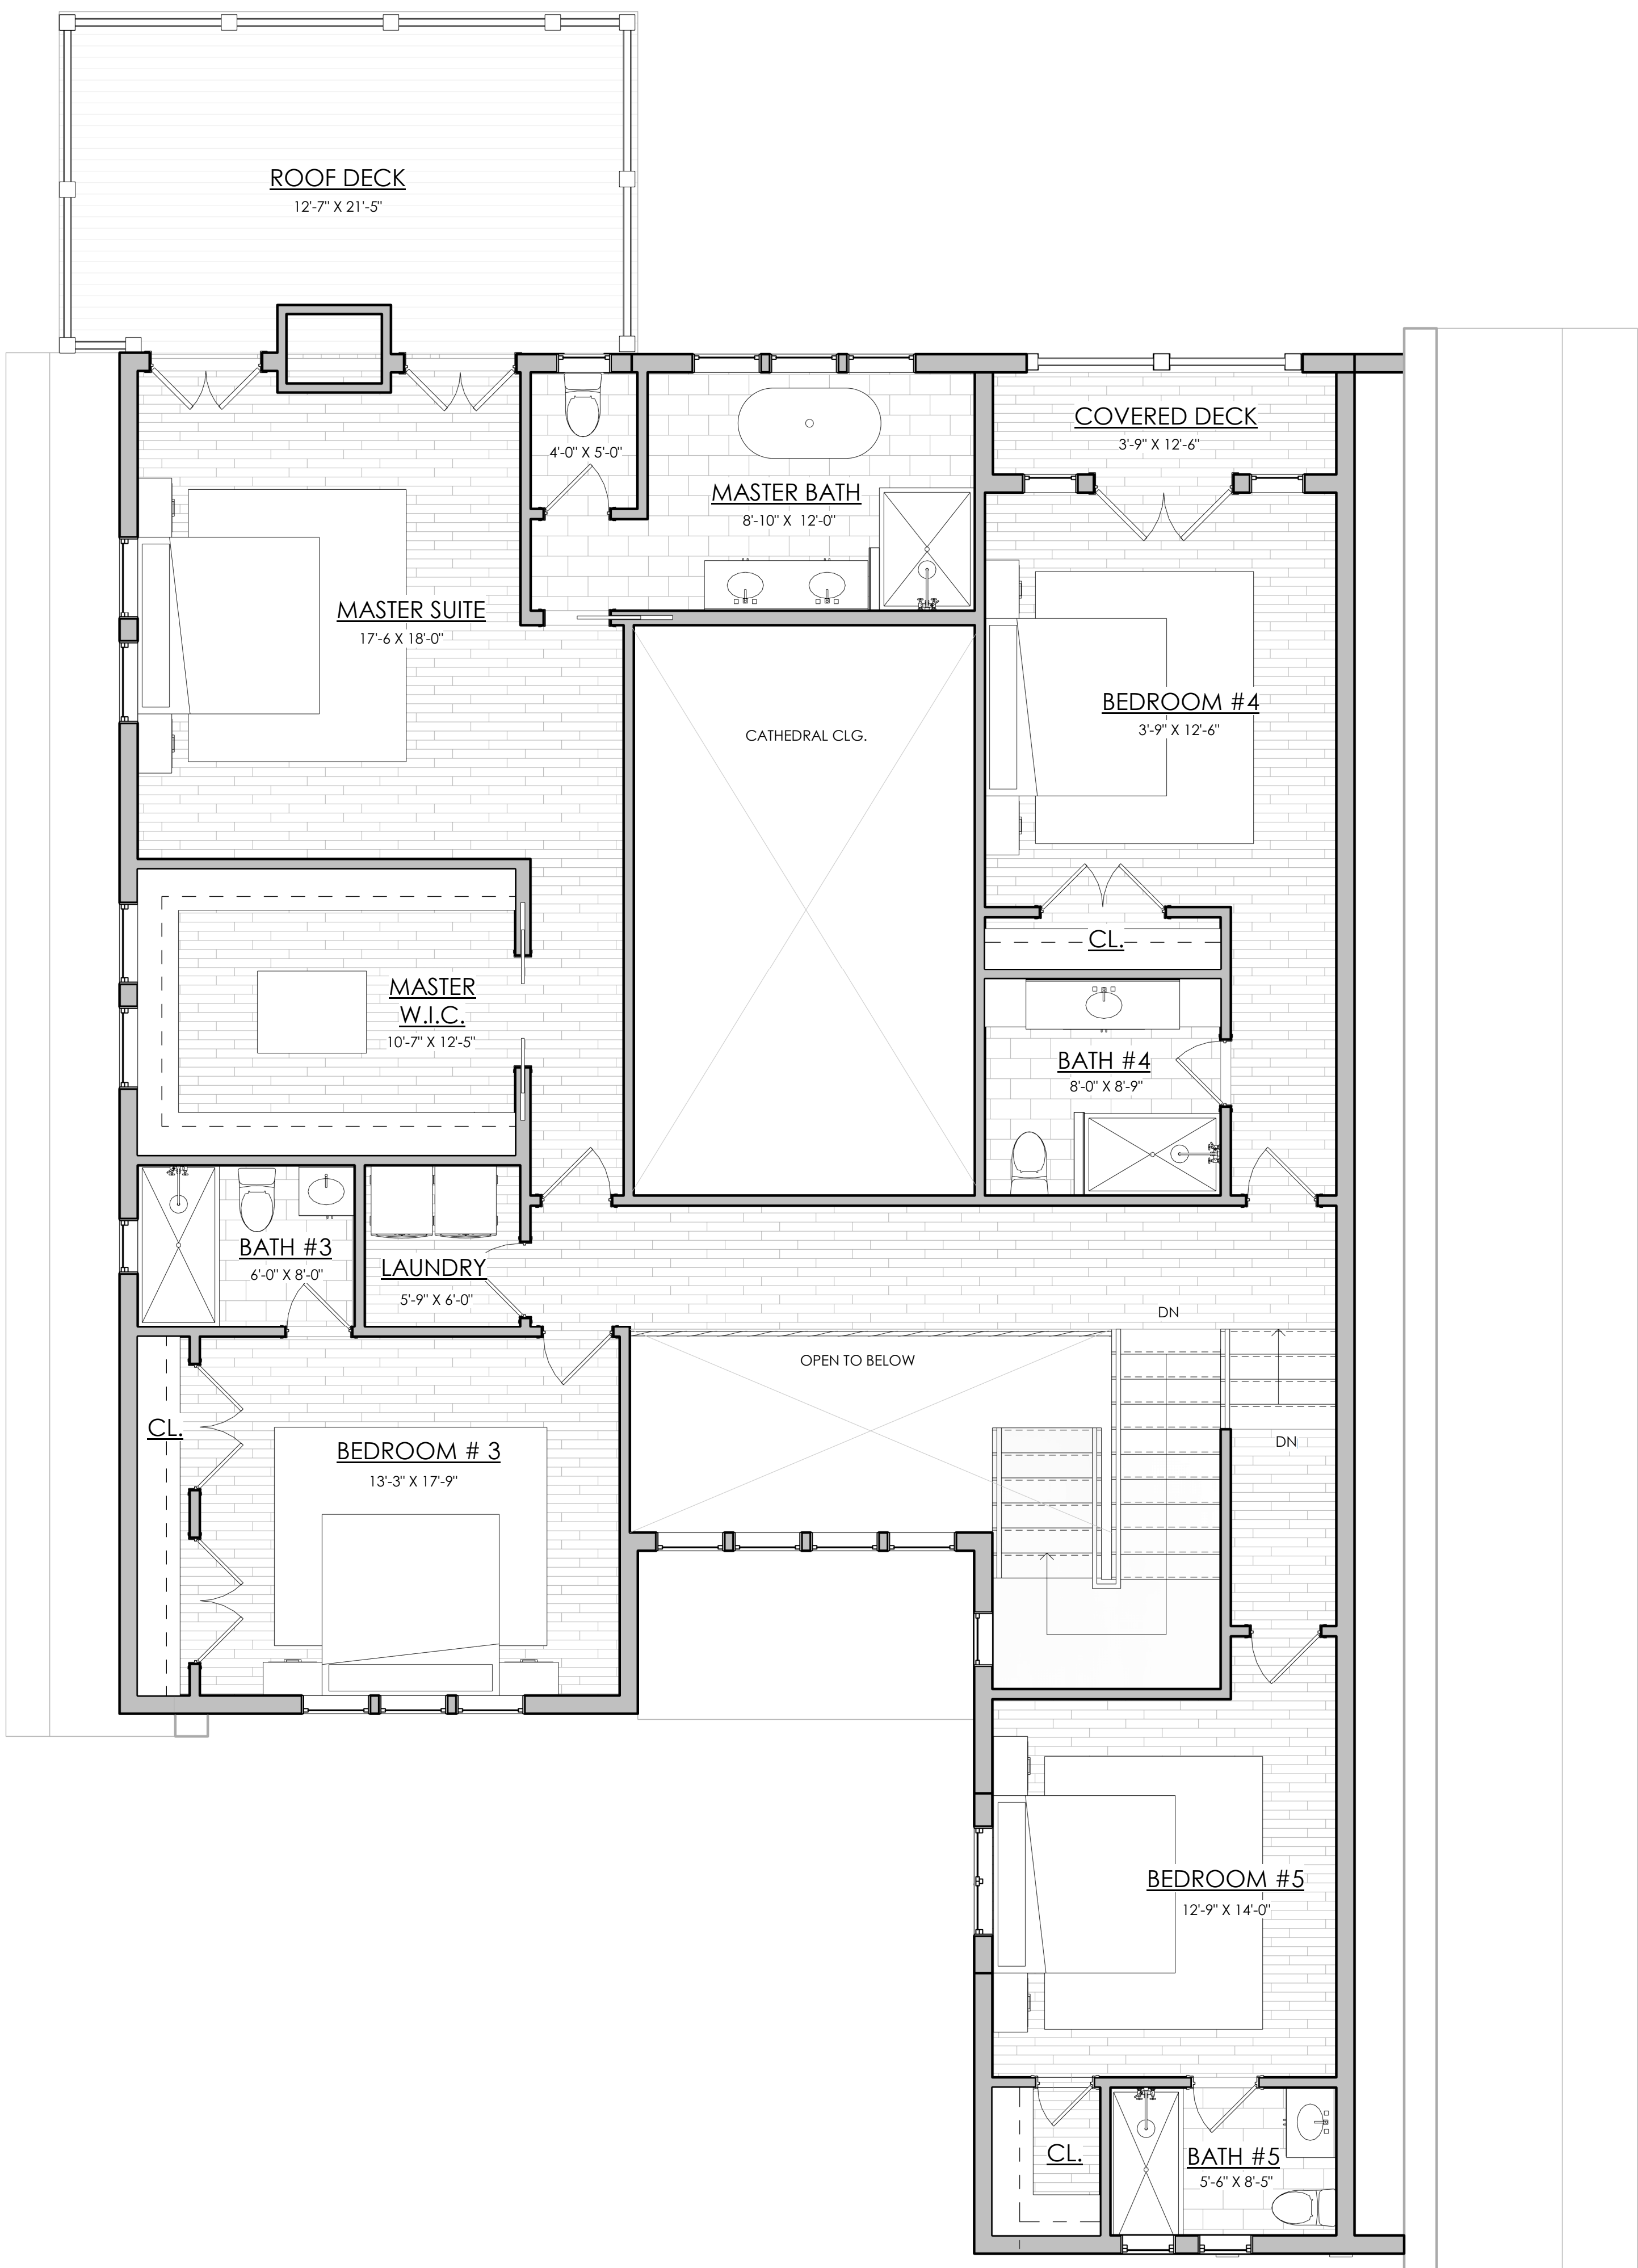 ROOF DECK
12'-7" X 21'-5"
COVERED DECK
3'-9" X 12'-6"
4'-0" X 5'-0"
MASTER BATH
8'-10" X 12'-0"
MASTER SUITE
17'-6 X 18'-0"
BEDROOM #4
3'-9" X 12'-6"
CATHEDRAL CLG.
CL.
MASTER
W.I.C.
10'-7" X 12'-5"
BATH #4
8'-0" X 8'-9"
BATH #3
6'-0" X 8'-0"
LAUNDRY
5'-9" X 6'-0"
DN
OPEN TO BELOW
CL.
BEDROOM # 3
13'-3" X 17'-9"
DN
BEDROOM #5
12'-9" X 14'-0"
CL.
BATH #5
5'-6" X 8'-5"